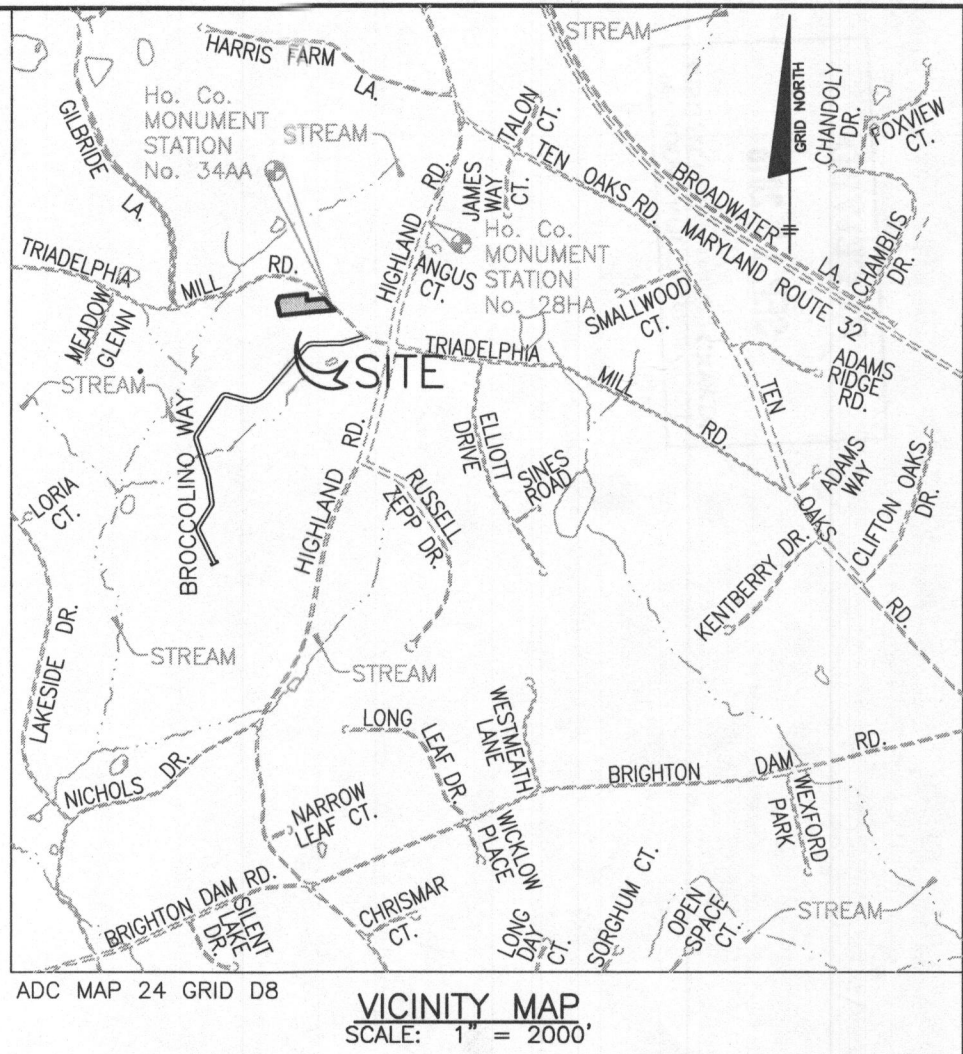 STREAM
HARRIS FARM
LA.
GILBRIDE
LA.
Ho. Co.
MONUMENT
STATION
No. 34AA
STREAM
TALON
CT.
GRID NORTH
CHANDOLY
DR.
FOXVIEW
CT.
HIGHLAND
RD.
JAMES
WAY
CT.
TEN OAKS RD.
BROADWATER
LA.
MARYLAND ROUTE 32
CHAMBLIS
DR.
TRIADELPHIA
MILL
RD.
ANGUS
CT.
Ho. Co.
MONUMENT
STATION
No. 28HA
SMALLWOOD
CT.
MEADOW
GLENN
STREAM
SITE
TRIADELPHIA
MILL
RD.
ADAMS
RIDGE
RD.
TEN
OAKS
RD.
BROCCOLINO WAY
LORIA
CT.
HIGHLAND
RD.
ELLIOTT
DRIVE
SINES
ROAD
RUSSELL
ZEPP DR.
ADAMS
WAY
CLIFTON OAKS
DR.
KENTBERRY DR.
LAKESIDE DR.
STREAM
STREAM
NICHOLS DR.
LONG
LEAF DR.
WESTMEATH
LANE
BRIGHTON DAM RD.
WEXFORD
PARK
NARROW
LEAF CT.
WICKLOW
PLACE
BRIGHTON DAM RD.
SILENT
LAKE
DR.
CHRISMAR
CT.
LONG
DAY
CT.
SORGHUM CT.
OPEN
SPACE
CT.
STREAM
ADC MAP 24 GRID D8
VICINITY MAP
SCALE: 1" = 2000'